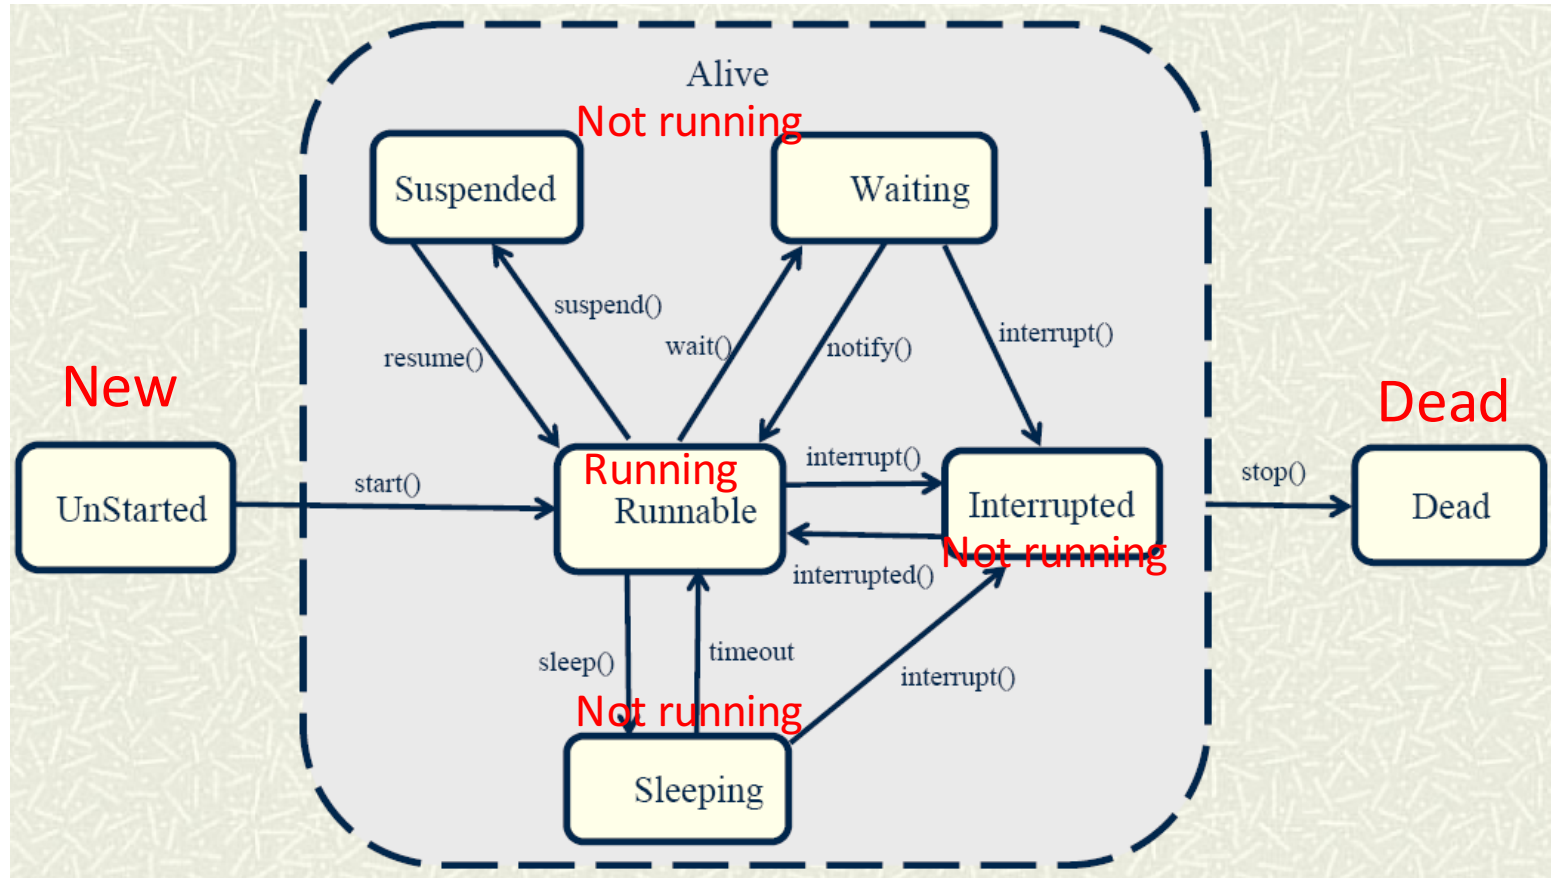 Alive
Not running
Suspended
Waiting
suspend()
wait()
notify()
interrupt()
resume()
New
Dead
Running
interrupt()
start()
stop()
UnStarted
Runnable
Interrupted
Dead
Not running
interrupted()
sleep()
timeout
interrupt()
Not running
Sleeping